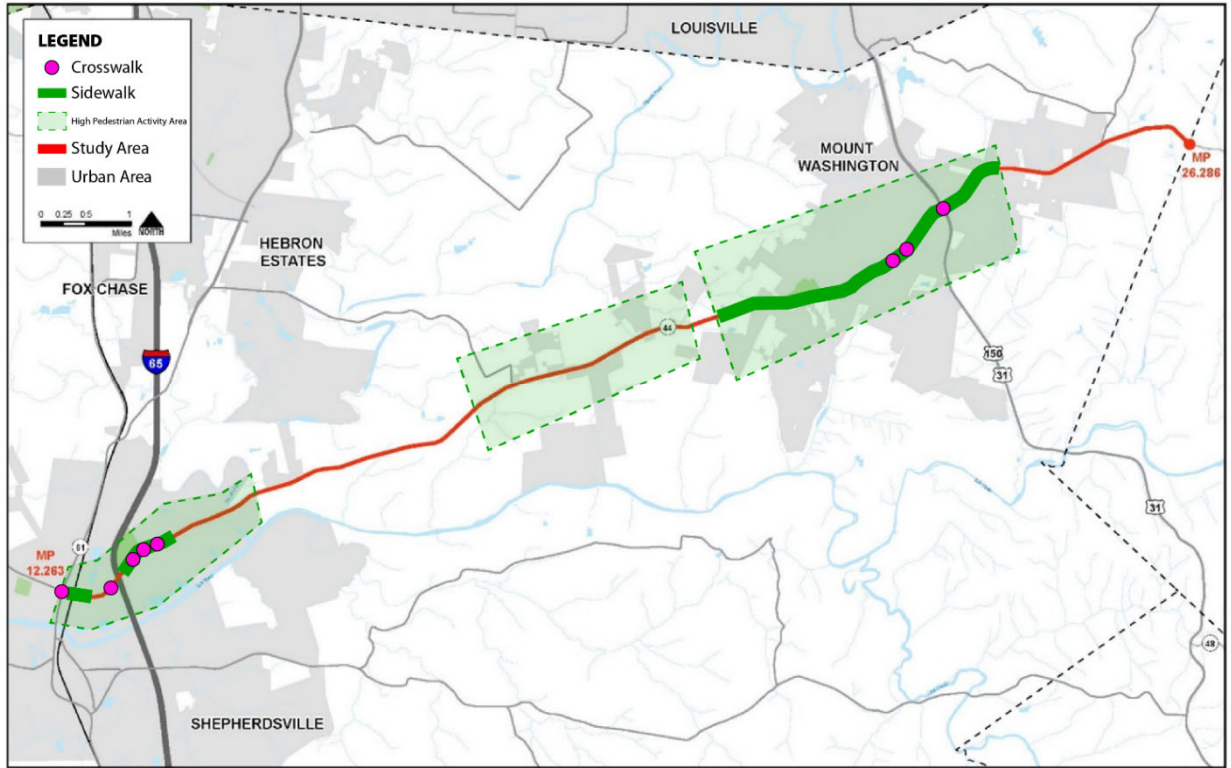 LOUISVILLE
LEGEND
Crosswalk
Sidewalk
High Pedestrian Activity Area
Study Area
Urban Area
0 0.25 0.5 1
Miles
NORTH
MOUNT
WASHINGTON
MP
26.286
HEBRON
ESTATES
FOX CHASE
44
65
150
31
31
61
MP
12.263
48
SHEPHERDSVILLE